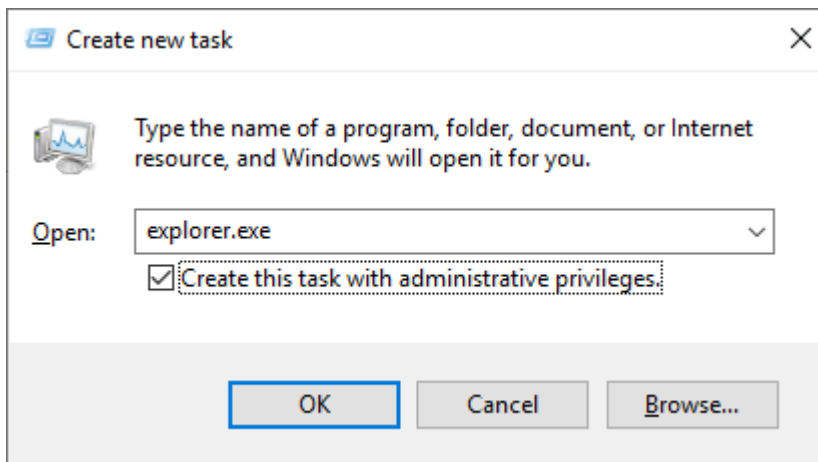 Create new task
Type the name of a program, folder, document, or Internet
resource, and Windows will open it for you.
Open: explorer.exe
Create this task with administrative privileges.
OK Cancel Browse...